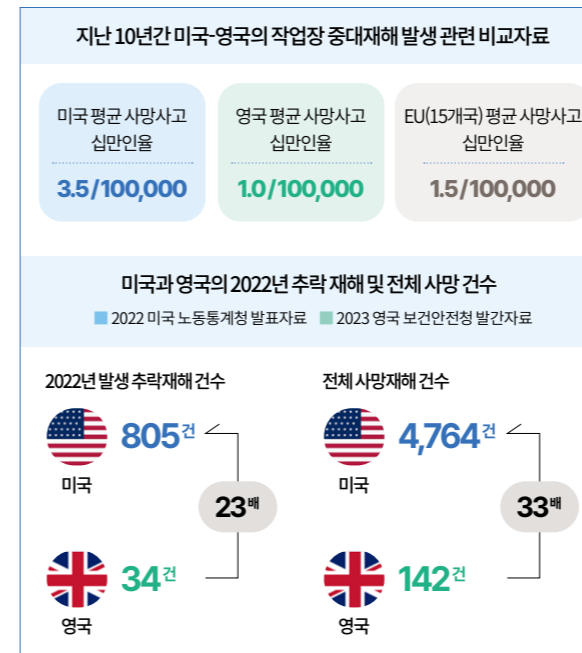 지난 10년간 미국-영국의 작업장 중대재해 발생 관련 비교자료
미국 평균 사망사고
십만인율
3.5/100,000
영국 평균 사망사고
십만인율
1.0/100,000
EU(15개국) 평균 사망사고
십만인율
1.5/100,000
미국과 영국의 2022년 추락 재해 및 전체 사망 건수
2022 미국 노동통계청 발표자료
2023 영국 보건안전청 발간자료
2022년 발생 추락재해 건수
805건
미국
23배
34건
영국
전체 사망재해 건수
4,764건
미국
33배
142건
영국